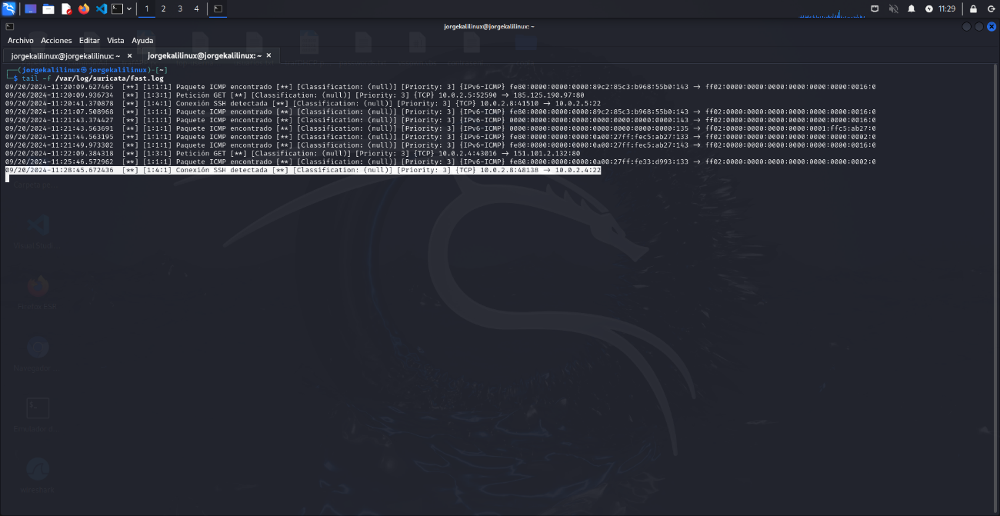 1 2 3 4 11:29
jorgekalilinux@jorgekalilinux: ~
Archivo Acciones Editar Vista Ayuda
jorgekalilinux@jorgekalilinux: ~ × jorgekalilinux@jorgekalilinux: ~ ×
┌──(jorgekalilinux㉿jorgekalilinux)-[~]
└─$ tail -f /var/log/suricata/fast.log
09/20/2024-11:20:09.627465 [**] [1:1:1] Paquete ICMP encontrado [**] [Classification: (null)] [Priority: 3] {IPv6-ICMP} fe80:0000:0000:0000:89c2:85c3:b968:55b0:143 → ff02:0000:0000:0000:0000:0000:0000:0016:0
09/20/2024-11:20:09.936734 [**] [1:3:1] Petición GET [**] [Classification: (null)] [Priority: 3] {TCP} 10.0.2.5:52590 → 185.125.190.97:80
09/20/2024-11:20:41.370878 [**] [1:4:1] Conexión SSH detectada [**] [Classification: (null)] [Priority: 3] {TCP} 10.0.2.8:41510 → 10.0.2.5:22
09/20/2024-11:21:07.508968 [**] [1:1:1] Paquete ICMP encontrado [**] [Classification: (null)] [Priority: 3] {IPv6-ICMP} fe80:0000:0000:0000:89c2:85c3:b968:55b0:143 → ff02:0000:0000:0000:0000:0000:0000:0016:0
09/20/2024-11:21:43.374427 [**] [1:1:1] Paquete ICMP encontrado [**] [Classification: (null)] [Priority: 3] {IPv6-ICMP} 0000:0000:0000:0000:0000:0000:0000:0000:143 → ff02:0000:0000:0000:0000:0000:0000:0016:0
09/20/2024-11:21:43.563691 [**] [1:1:1] Paquete ICMP encontrado [**] [Classification: (null)] [Priority: 3] {IPv6-ICMP} 0000:0000:0000:0000:0000:0000:0000:0000:135 → ff02:0000:0000:0000:0000:0001:ffc5:ab27:0
09/20/2024-11:21:44.563195 [**] [1:1:1] Paquete ICMP encontrado [**] [Classification: (null)] [Priority: 3] {IPv6-ICMP} fe80:0000:0000:0000:0a00:27ff:fec5:ab27:133 → ff02:0000:0000:0000:0000:0000:0000:0002:0
09/20/2024-11:21:49.973302 [**] [1:1:1] Paquete ICMP encontrado [**] [Classification: (null)] [Priority: 3] {IPv6-ICMP} fe80:0000:0000:0000:0a00:27ff:fec5:ab27:143 → ff02:0000:0000:0000:0000:0000:0000:0016:0
09/20/2024-11:22:09.384318 [**] [1:3:1] Petición GET [**] [Classification: (null)] [Priority: 3] {TCP} 10.0.2.4:43016 → 151.101.2.132:80
09/20/2024-11:25:46.572962 [**] [1:1:1] Paquete ICMP encontrado [**] [Classification: (null)] [Priority: 3] {IPv6-ICMP} fe80:0000:0000:0000:0a00:27ff:fe33:d993:133 → ff02:0000:0000:0000:0000:0000:0000:0002:0
09/20/2024-11:28:45.672436 [**] [1:4:1] Conexión SSH detectada [**] [Classification: (null)] [Priority: 3] {TCP} 10.0.2.8:48138 → 10.0.2.4:22